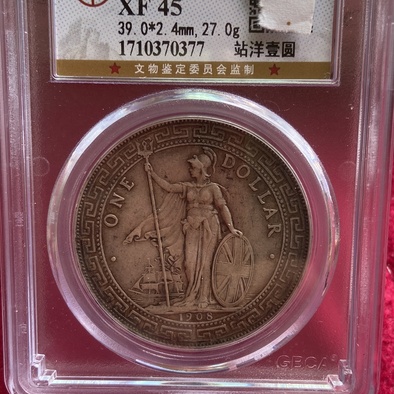 XF 45
39.0*2.4mm,27.0g
1710370377 站洋壹圆
★ 文物鉴定委员会监制 ★
ONE DOLLAR
1908
GBCA